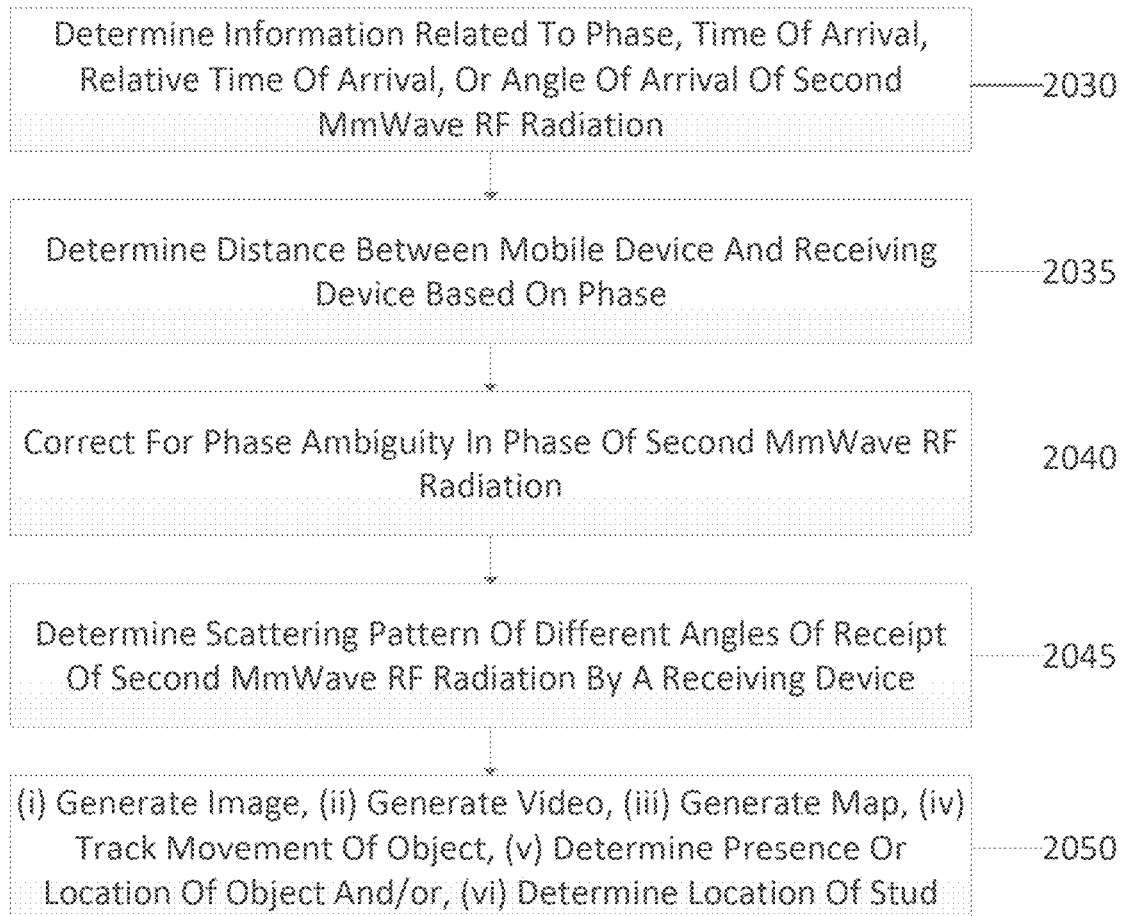 Determine Information Related To Phase, Time Of Arrival,
Relative Time Of Arrival, Or Angle Of Arrival Of Second
MmWave RF Radiation
2030
Determine Distance Between Mobile Device And Receiving
Device Based On Phase
2035
Correct For Phase Ambiguity In Phase Of Second MmWave RF
Radiation
2040
Determine Scattering Pattern Of Different Angles Of Receipt
Of Second MmWave RF Radiation By A Receiving Device
2045
(i) Generate Image, (ii) Generate Video, (iii) Generate Map, (iv)
Track Movement Of Object, (v) Determine Presence Or
Location Of Object And/or, (vi) Determine Location Of Stud
2050